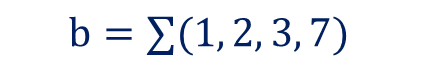 b = ∑(1, 2, 3, 7)